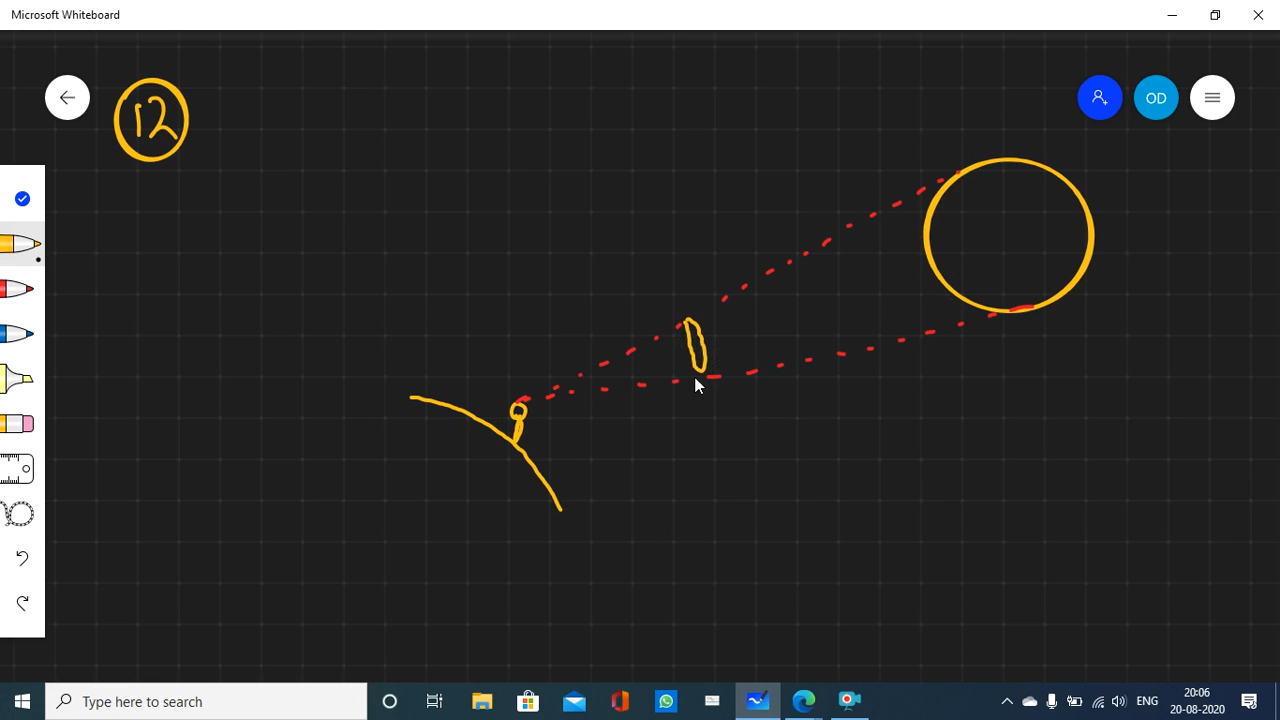 Microsoft Whiteboard
12
OD
Type here to search
ENG
20:06
20-08-2020